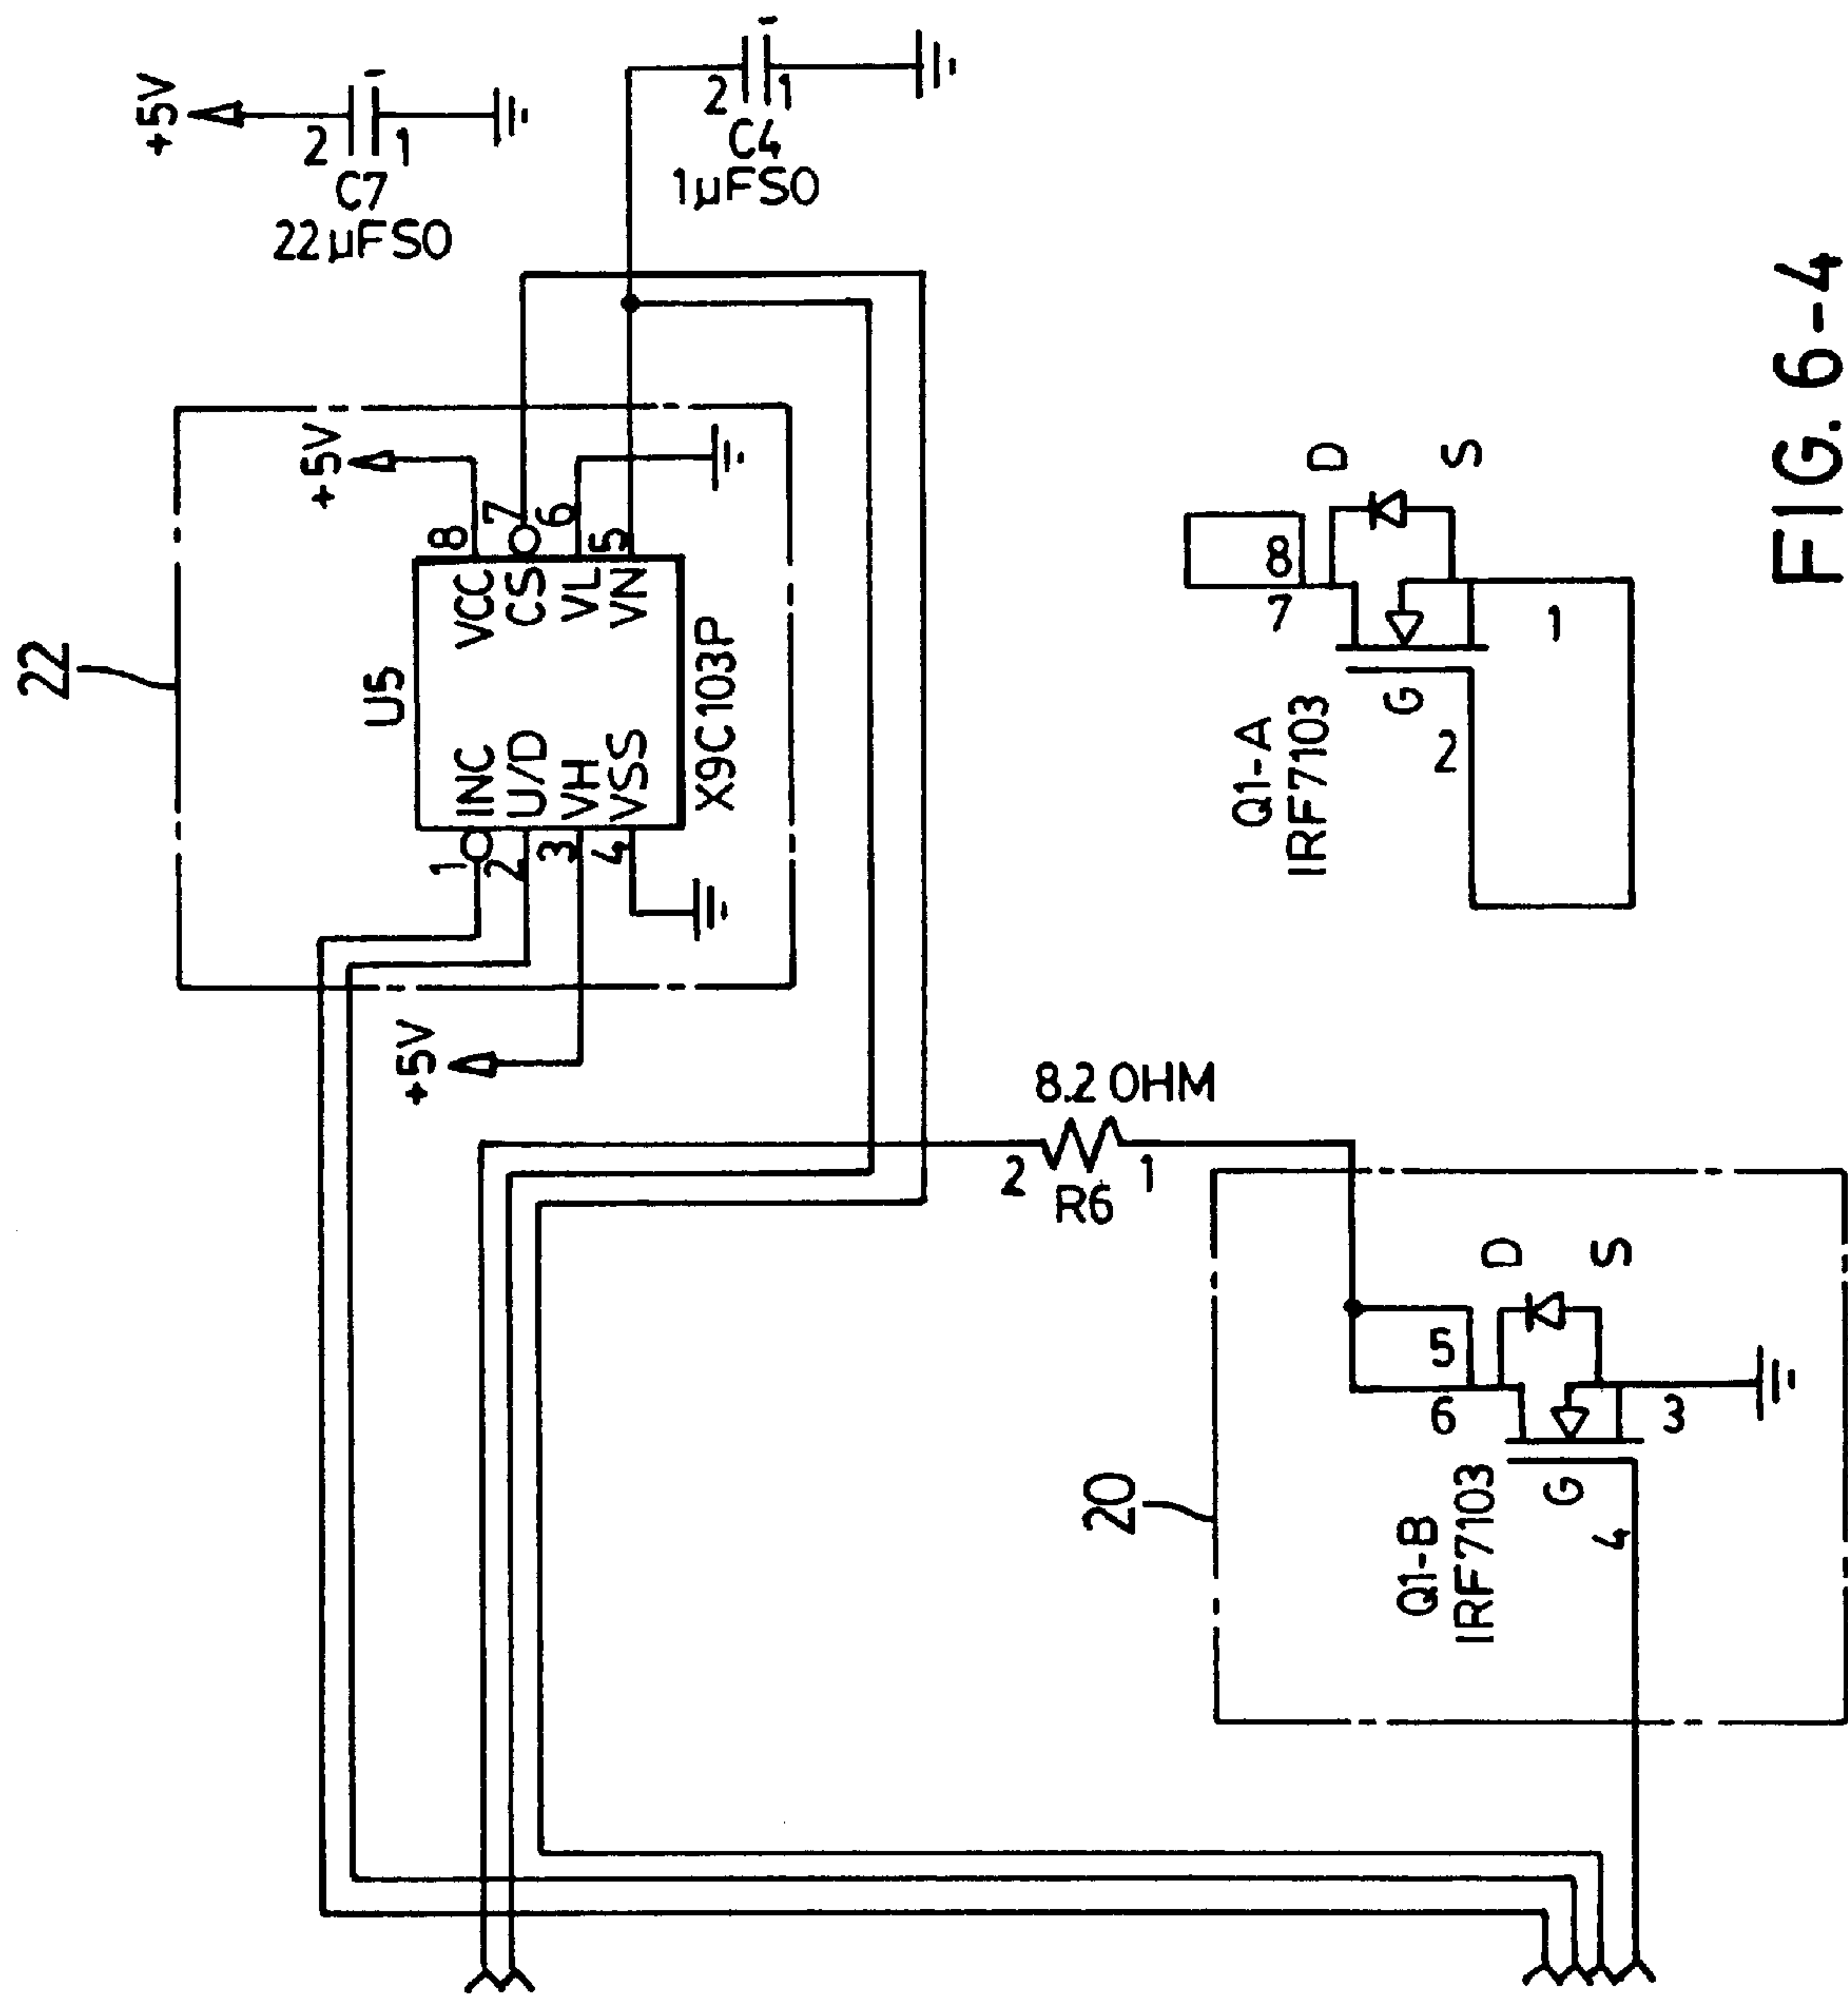 22
+5V
2
1
C7
22µFSO
2
1
C4
1µFSO
+5V
U5
1
2
3
4
INC
U/D
VH
VSS
8
7
6
5
VCC
CS
VL
VN
X9C103P
+5V
8.2 OHM
2
1
R6
20
Q1-B
IRF7103
5
6
D
S
G
4
3
Q1-A
IRF7103
8
7
D
S
G
2
1
FIG. 6-4